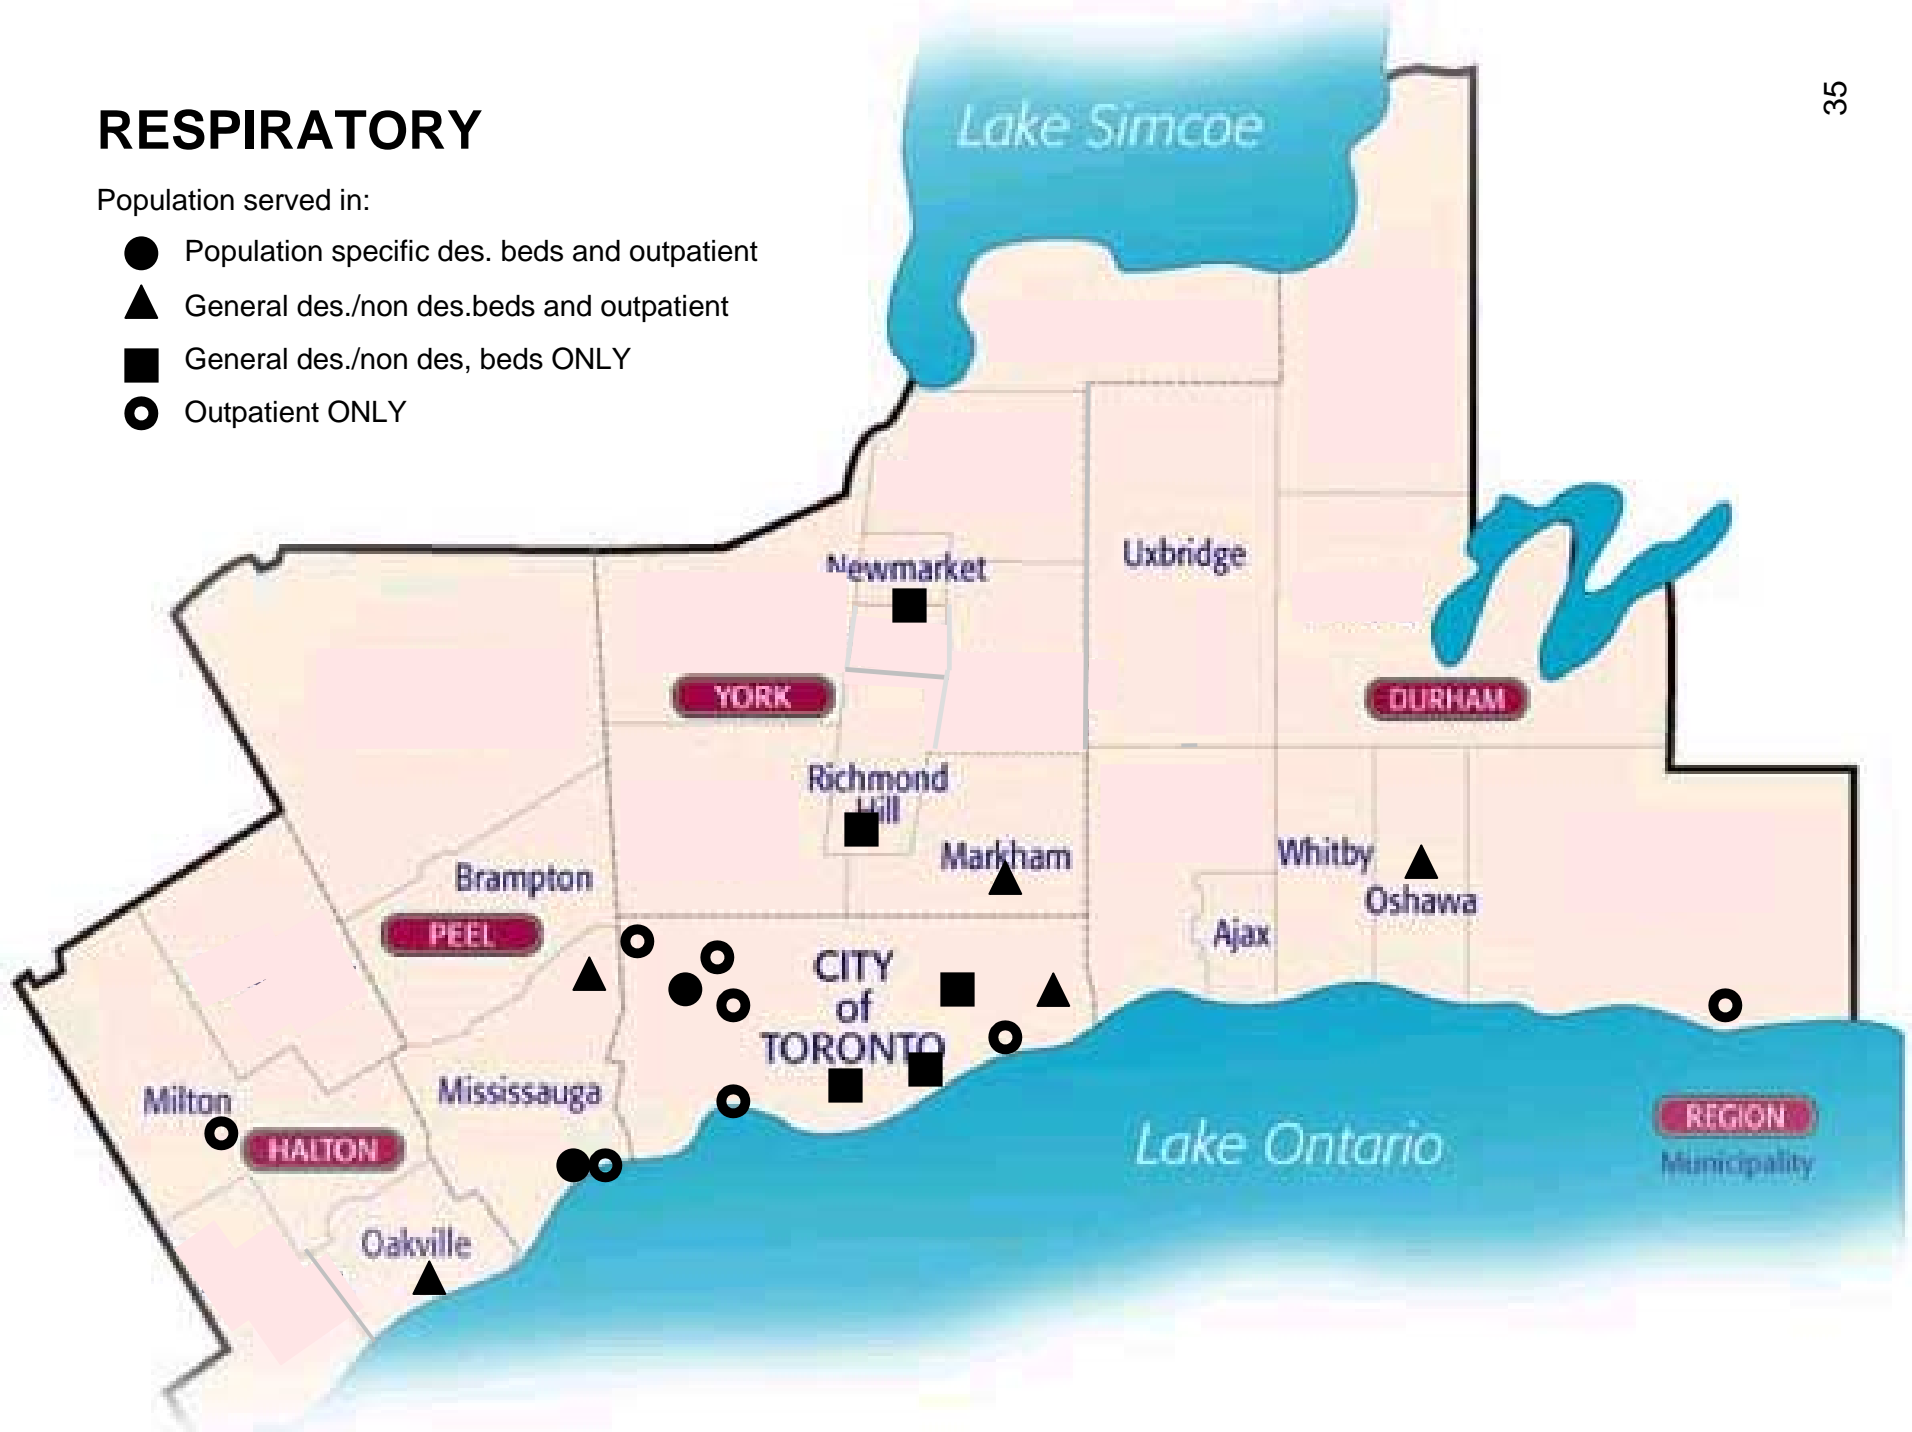 35
RESPIRATORY
Population served in:
Population specific des. beds and outpatient
General des./non des.beds and outpatient
General des./non des, beds ONLY
Outpatient ONLY
Lake Simcoe
Newmarket
Uxbridge
YORK
DURHAM
Richmond
Hill
Markham
Whitby
Oshawa
Brampton
PEEL
Ajax
CITY
of
TORONTO
Milton
Mississauga
HALTON
Lake Ontario
REGION
Municipality
Oakville